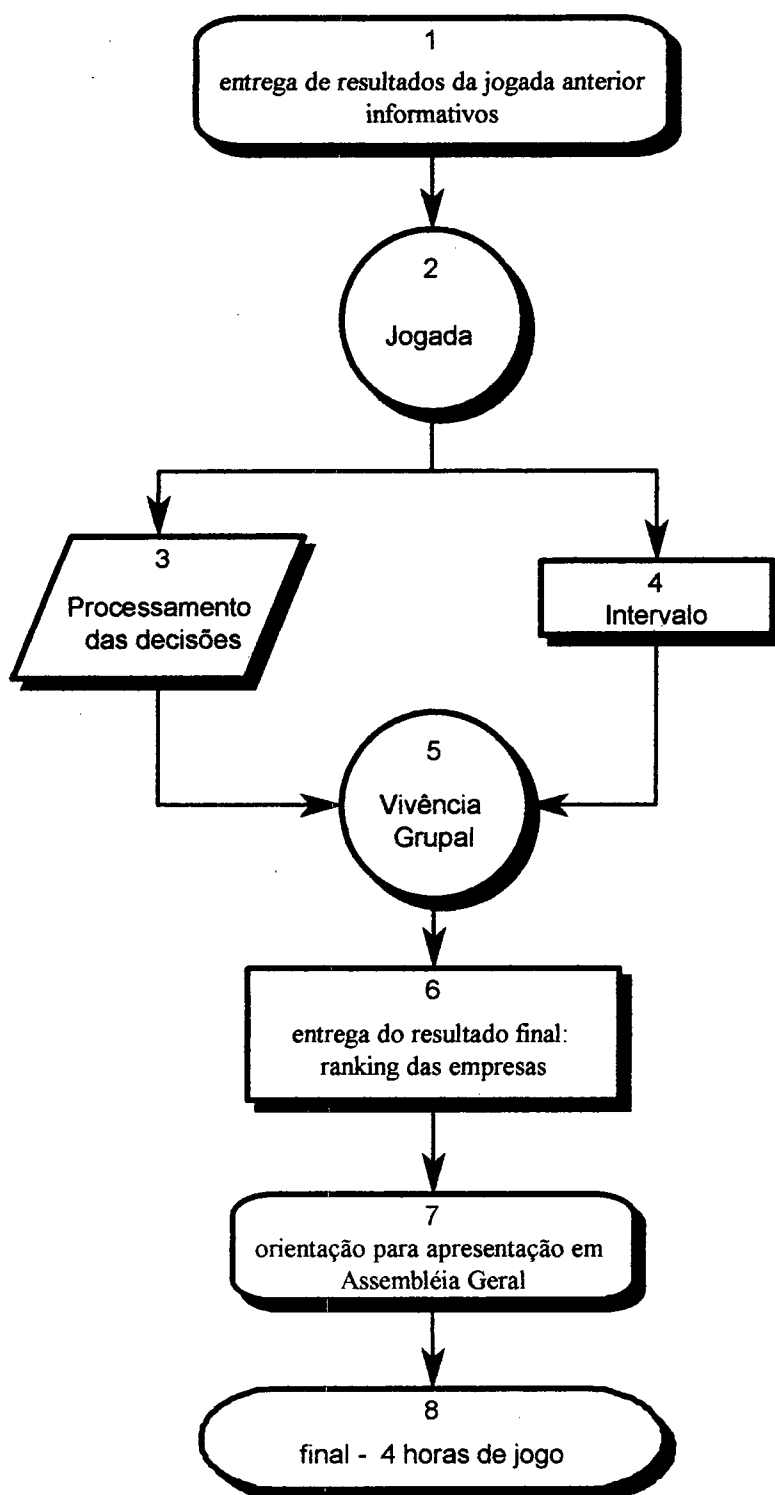 1
entrega de resultados da jogada anterior
informativos
2
Jogada
3
Processamento
das decisões
4
Intervalo
5
Vivência
Grupal
6
entrega do resultado final:
ranking das empresas
7
orientação para apresentação em
Assembléia Geral
8
final - 4 horas de jogo